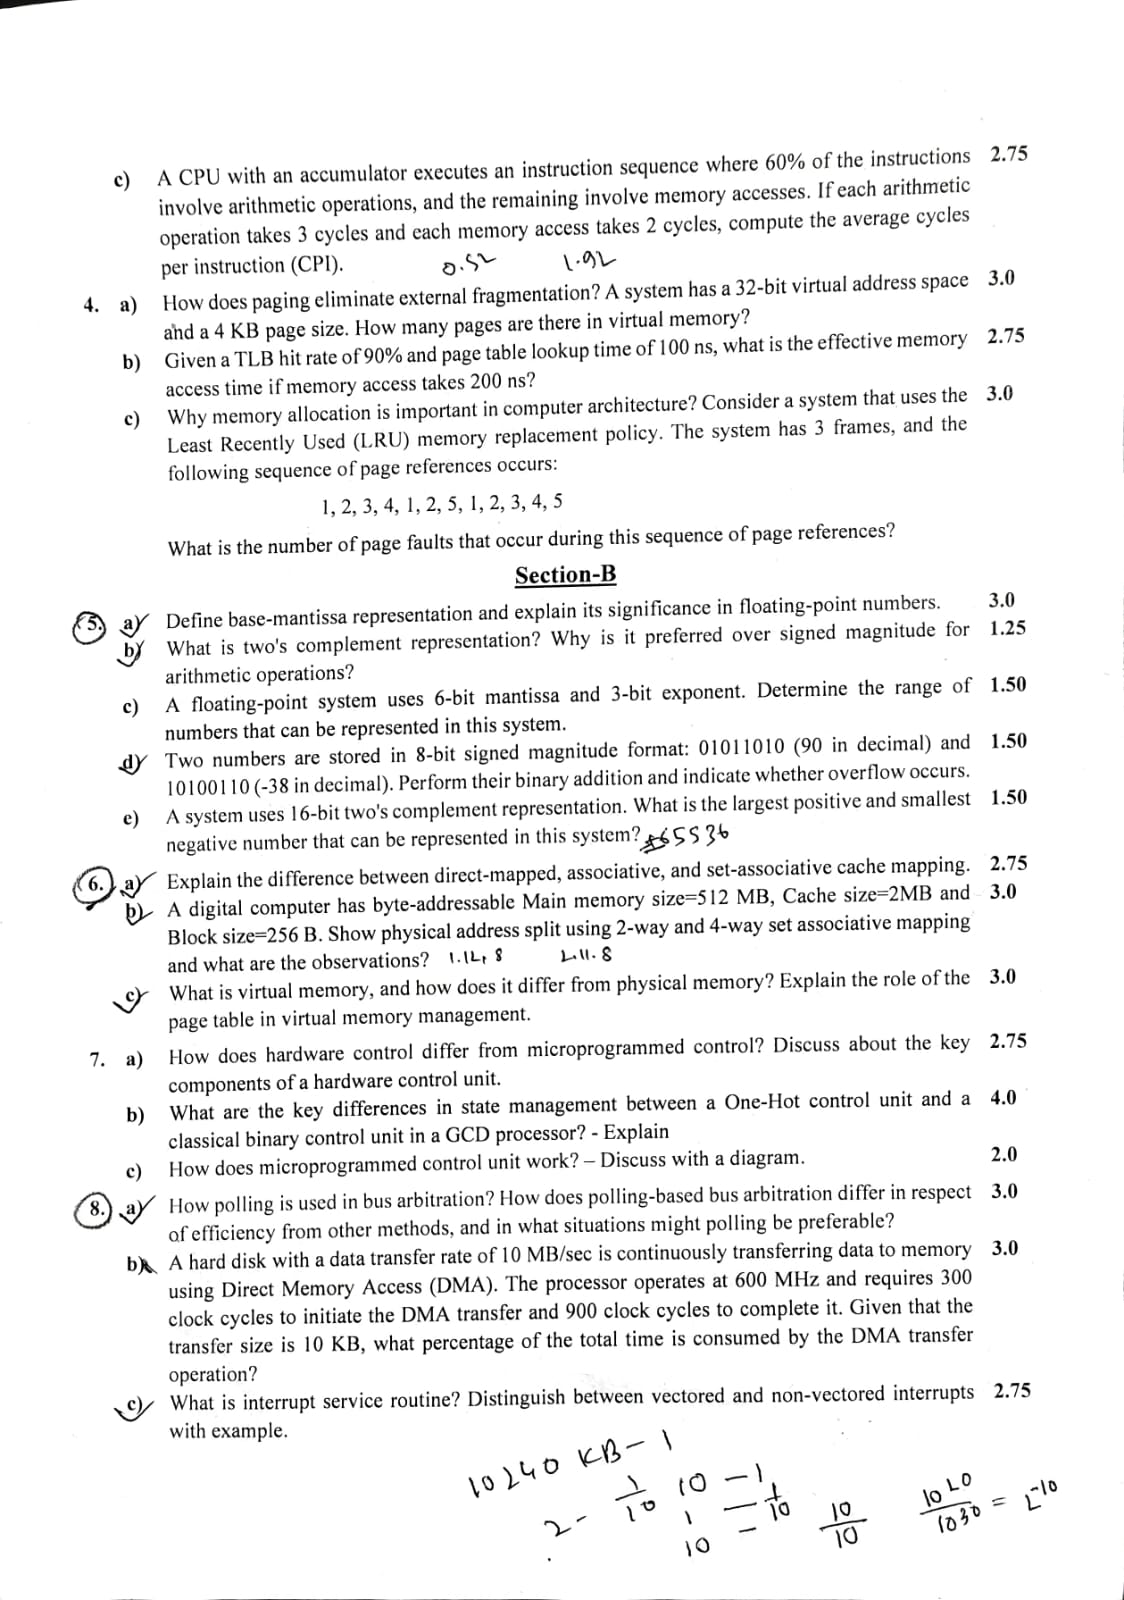 c) A CPU with an accumulator executes an instruction sequence where 60% of the instructions 2.75
involve arithmetic operations, and the remaining involve memory accesses. If each arithmetic
operation takes 3 cycles and each memory access takes 2 cycles, compute the average cycles
per instruction (CPI). 0.52 1.92
4. a) How does paging eliminate external fragmentation? A system has a 32-bit virtual address space 3.0
and a 4 KB page size. How many pages are there in virtual memory?
b) Given a TLB hit rate of 90% and page table lookup time of 100 ns, what is the effective memory 2.75
access time if memory access takes 200 ns?
c) Why memory allocation is important in computer architecture? Consider a system that uses the 3.0
Least Recently Used (LRU) memory replacement policy. The system has 3 frames, and the
following sequence of page references occurs:
1, 2, 3, 4, 1, 2, 5, 1, 2, 3, 4, 5
What is the number of page faults that occur during this sequence of page references?
Section-B
5. a) Define base-mantissa representation and explain its significance in floating-point numbers. 3.0
b) What is two's complement representation? Why is it preferred over signed magnitude for 1.25
arithmetic operations?
c) A floating-point system uses 6-bit mantissa and 3-bit exponent. Determine the range of 1.50
numbers that can be represented in this system.
d) Two numbers are stored in 8-bit signed magnitude format: 01011010 (90 in decimal) and 1.50
10100110 (-38 in decimal). Perform their binary addition and indicate whether overflow occurs.
e) A system uses 16-bit two's complement representation. What is the largest positive and smallest 1.50
negative number that can be represented in this system? 65536
6. a) Explain the difference between direct-mapped, associative, and set-associative cache mapping. 2.75
b) A digital computer has byte-addressable Main memory size=512 MB, Cache size=2MB and 3.0
Block size=256 B. Show physical address split using 2-way and 4-way set associative mapping
and what are the observations?
c) What is virtual memory, and how does it differ from physical memory? Explain the role of the 3.0
page table in virtual memory management.
7. a) How does hardware control differ from microprogrammed control? Discuss about the key 2.75
components of a hardware control unit.
b) What are the key differences in state management between a One-Hot control unit and a 4.0
classical binary control unit in a GCD processor? - Explain
c) How does microprogrammed control unit work? – Discuss with a diagram. 2.0
8. a) How polling is used in bus arbitration? How does polling-based bus arbitration differ in respect 3.0
of efficiency from other methods, and in what situations might polling be preferable?
b) A hard disk with a data transfer rate of 10 MB/sec is continuously transferring data to memory 3.0
using Direct Memory Access (DMA). The processor operates at 600 MHz and requires 300
clock cycles to initiate the DMA transfer and 900 clock cycles to complete it. Given that the
transfer size is 10 KB, what percentage of the total time is consumed by the DMA transfer
operation?
c) What is interrupt service routine? Distinguish between vectored and non-vectored interrupts 2.75
with example.
10240 KB - 1